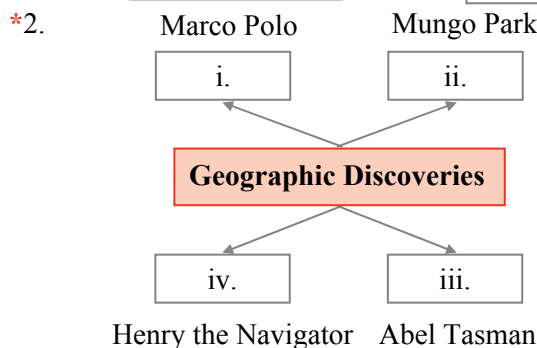 *2.
Marco Polo Mungo Park
i. ii.
Geographic Discoveries
iv. iii.
Henry the Navigator Abel Tasman